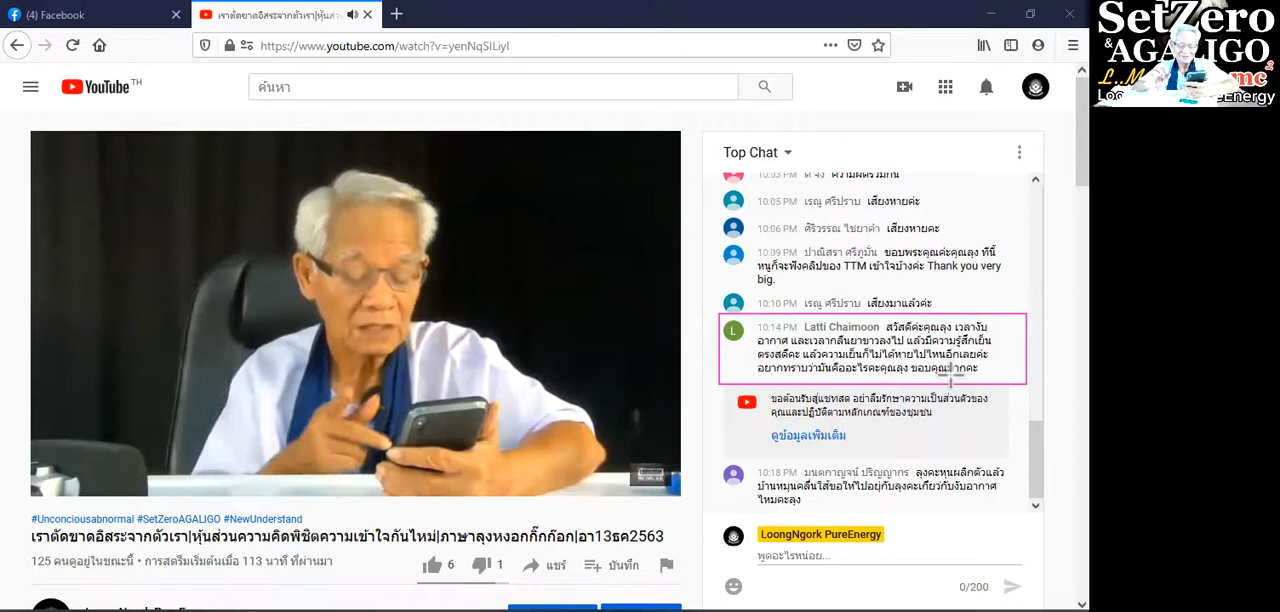 (4) Facebook
เราตัดขาดอิสระจากตัวเรา|หุ้นส่ว
https://www.youtube.com/watch?v=yenNqSlLiyI
SetZero
& AGALIGO
YouTube TH
ค้นหา
Top Chat
10:03 PM
ความผิดร่วมกัน
10:05 PM เรณู ศรีปราบ เสียงหายค่ะ
10:06 PM ศิริวรรณ ไชยาคำ เสียงหายคะ
10:09 PM ปาณิสรา ศรีภูมั่น ขอบพระคุณค่ะคุณลุง ทีนี้
หนูก็จะฟังคลิปของ TTM เข้าใจบ้างค่ะ Thank you very
big.
10:10 PM เรณู ศรีปราบ เสียงมาแล้วค่ะ
10:14 PM Latti Chaimoon สวัสดีค่ะคุณลุง เวลางับ
อากาศ และเวลากลืนยาขาวลงไป แล้วมีความรู้สึกเย็น
ตรงสดีคะ แล้วความเย็นก็ไม่ได้หายไปไหนอีกเลยค่ะ
อยากทราบว่ามันคืออะไรคะคุณลุง ขอบคุณมากคะ
ขอต้อนรับสู่แชทสด อย่าลืมรักษาความเป็นส่วนตัวของ
คุณและปฏิบัติตามหลักเกณฑ์ของชุมชน
ดูข้อมูลเพิ่มเติม
10:18 PM มนตกาญจน์ ปริญญากร ลุงคะหุนผลิกตัวแล้ว
บ้านหมุนคลื่นใส้ขอให้ไปอยู่กับลุงคะเกี่ยวกับงับอากาศ
ไหมคะลุง
LoongNgork PureEnergy
พูดอะไรหน่อย...
0/200
#Unconciousabnormal #SetZeroAGALIGO #NewUnderstand
เราตัดขาดอิสระจากตัวเรา|หุ้นส่วนความคิดพิชิตความเข้าใจกันใหม่|ภาษาลุงหงอกกิ๊กก๊อก|อา13ธค2563
125 คนดูอยู่ในขณะนี้ • การสตรีมเริ่มต้นเมื่อ 113 นาที ที่ผ่านมา
6
1
แชร์
บันทึก